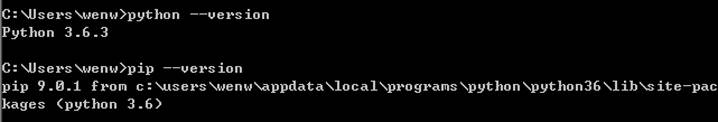 C:\Users\wenw>python --version
Python 3.6.3
C:\Users\wenw>pip --version
pip 9.0.1 from c:\users\wenw\appdata\local\programs\python\python36\lib\site-pac
kages (python 3.6)